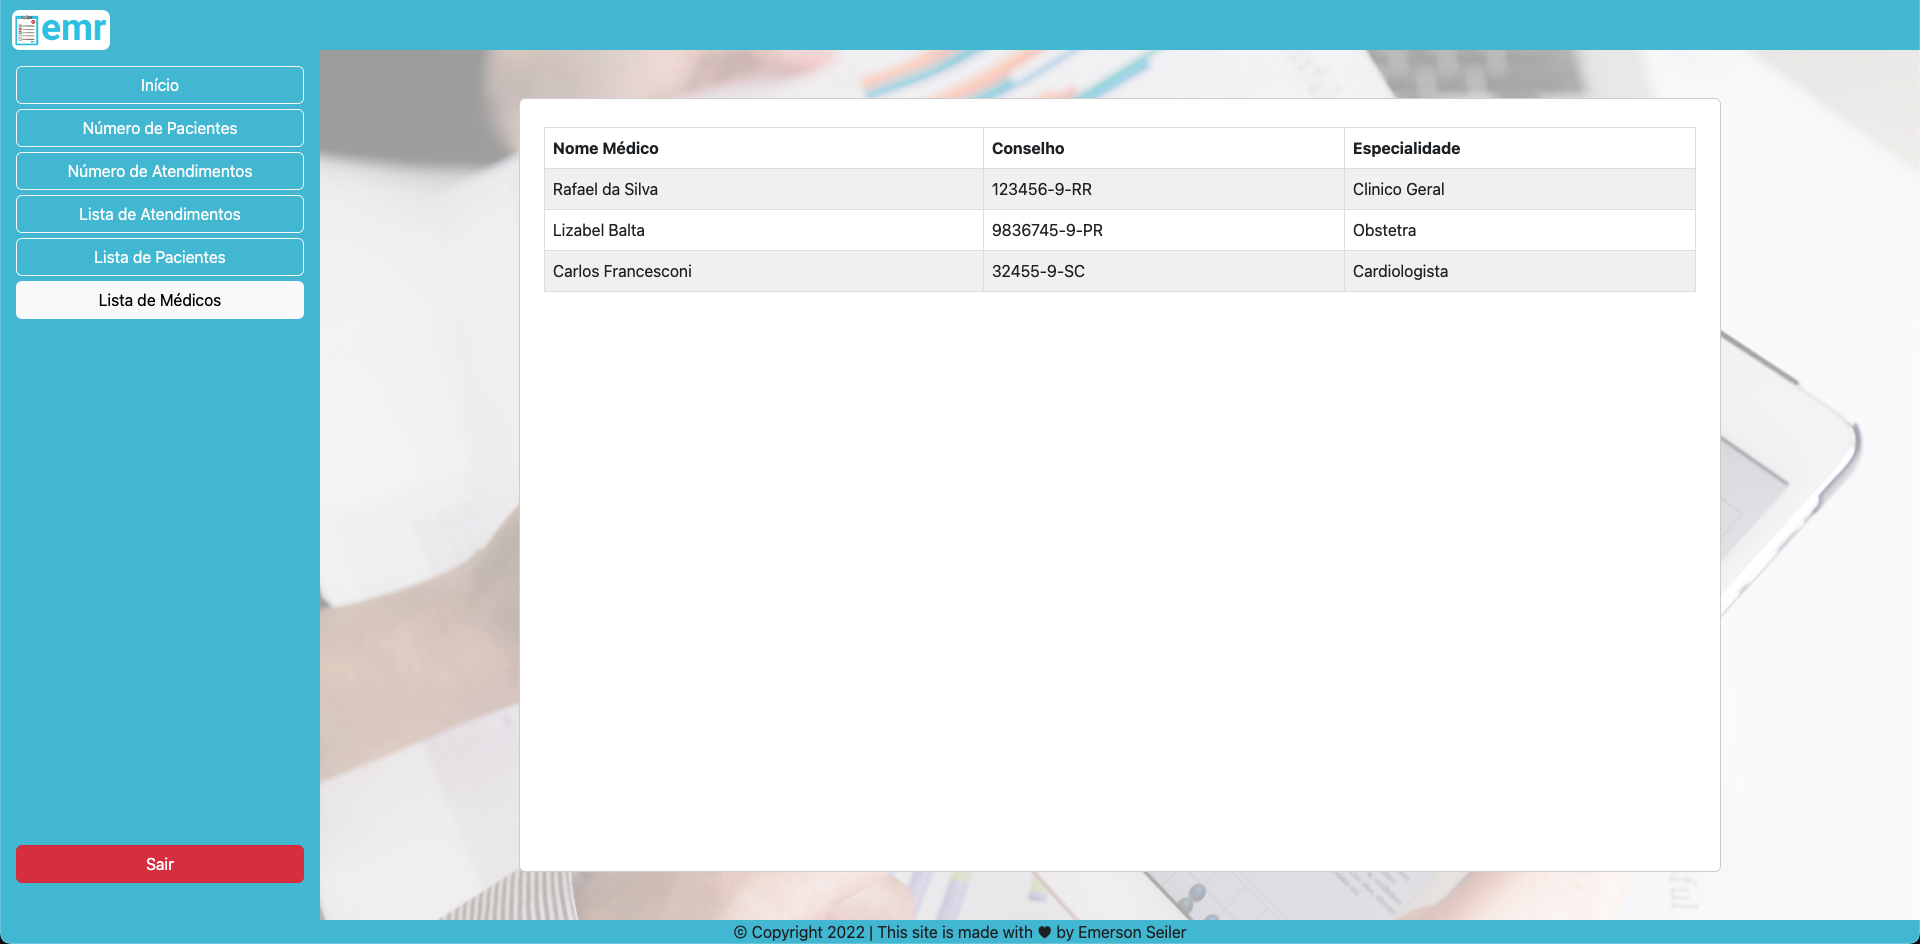 emr
Início
Número de Pacientes
Número de Atendimentos
Lista de Atendimentos
Lista de Pacientes
Lista de Médicos
Sair
Nome Médico Conselho Especialidade
Rafael da Silva 123456-9-RR Clinico Geral
Lizabel Balta 9836745-9-PR Obstetra
Carlos Francesconi 32455-9-SC Cardiologista
© Copyright 2022 | This site is made with ♥ by Emerson Seiler